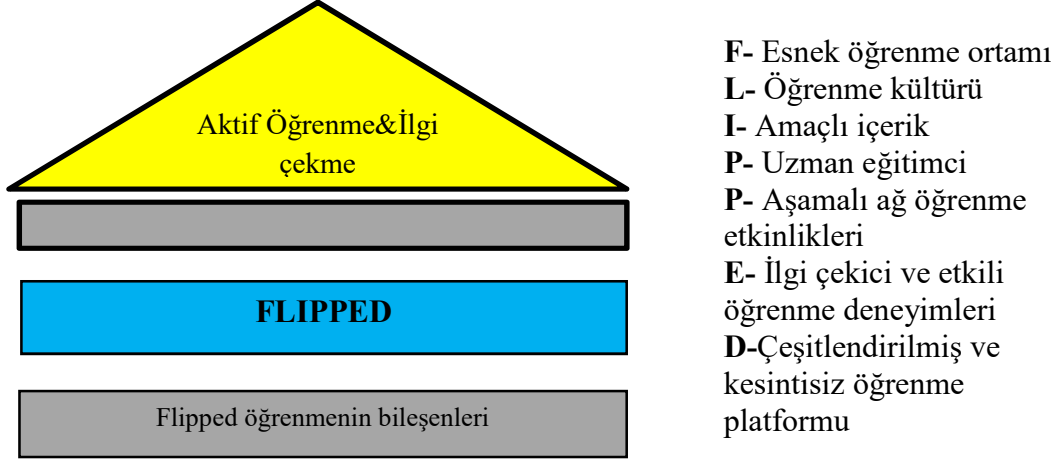 Aktif Öğrenme&İlgi
çekme
FLIPPED
Flipped öğrenmenin bileşenleri
F- Esnek öğrenme ortamı
L- Öğrenme kültürü
I- Amaçlı içerik
P- Uzman eğitimci
P- Aşamalı ağ öğrenme
etkinlikleri
E- İlgi çekici ve etkili
öğrenme deneyimleri
D-Çeşitlendirilmiş ve
kesintisiz öğrenme
platformu